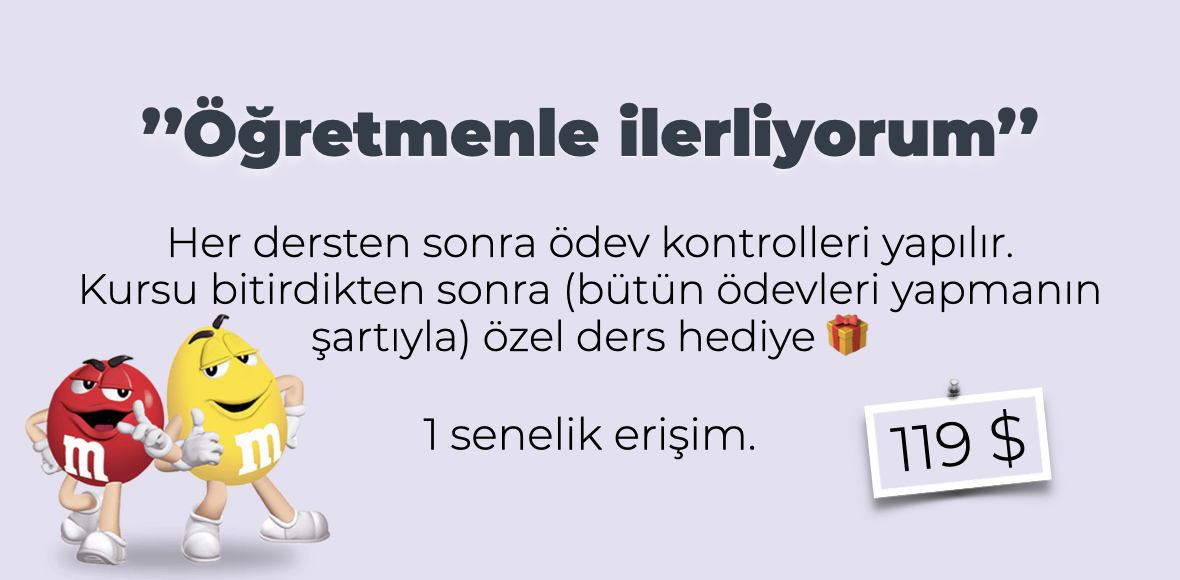 ”Öğretmenle ilerliyorum”
Her dersten sonra ödev kontrolleri yapılır.
Kursu bitirdikten sonra (bütün ödevleri yapmanın
şartıyla) özel ders hediye 🎁
1 senelik erişim.
119 $
m
m